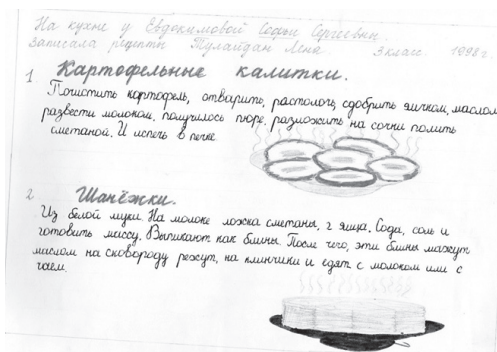 На кухне у Евдокимовой Софьи Сергеевны.
Записала рецепты Тулайдан Лена. 3 класс 1998 г.
1 Картофельные калитки.
Почистить картофель, отварить, растолочь, сдобрить яичком, маслом
развести молоком, получилось пюре, разложить на сочни полить
сметаной. И испечь в печке.
2 Шанёжки.
Из белой муки. На молоке ложка сметаны, 2 яйца. Сода, соль и
готовить массу. Выпикают как блины. После чего, эти блины мажут
маслом на сковороду режут, на клинчики и едят с молоком или с
чаем.